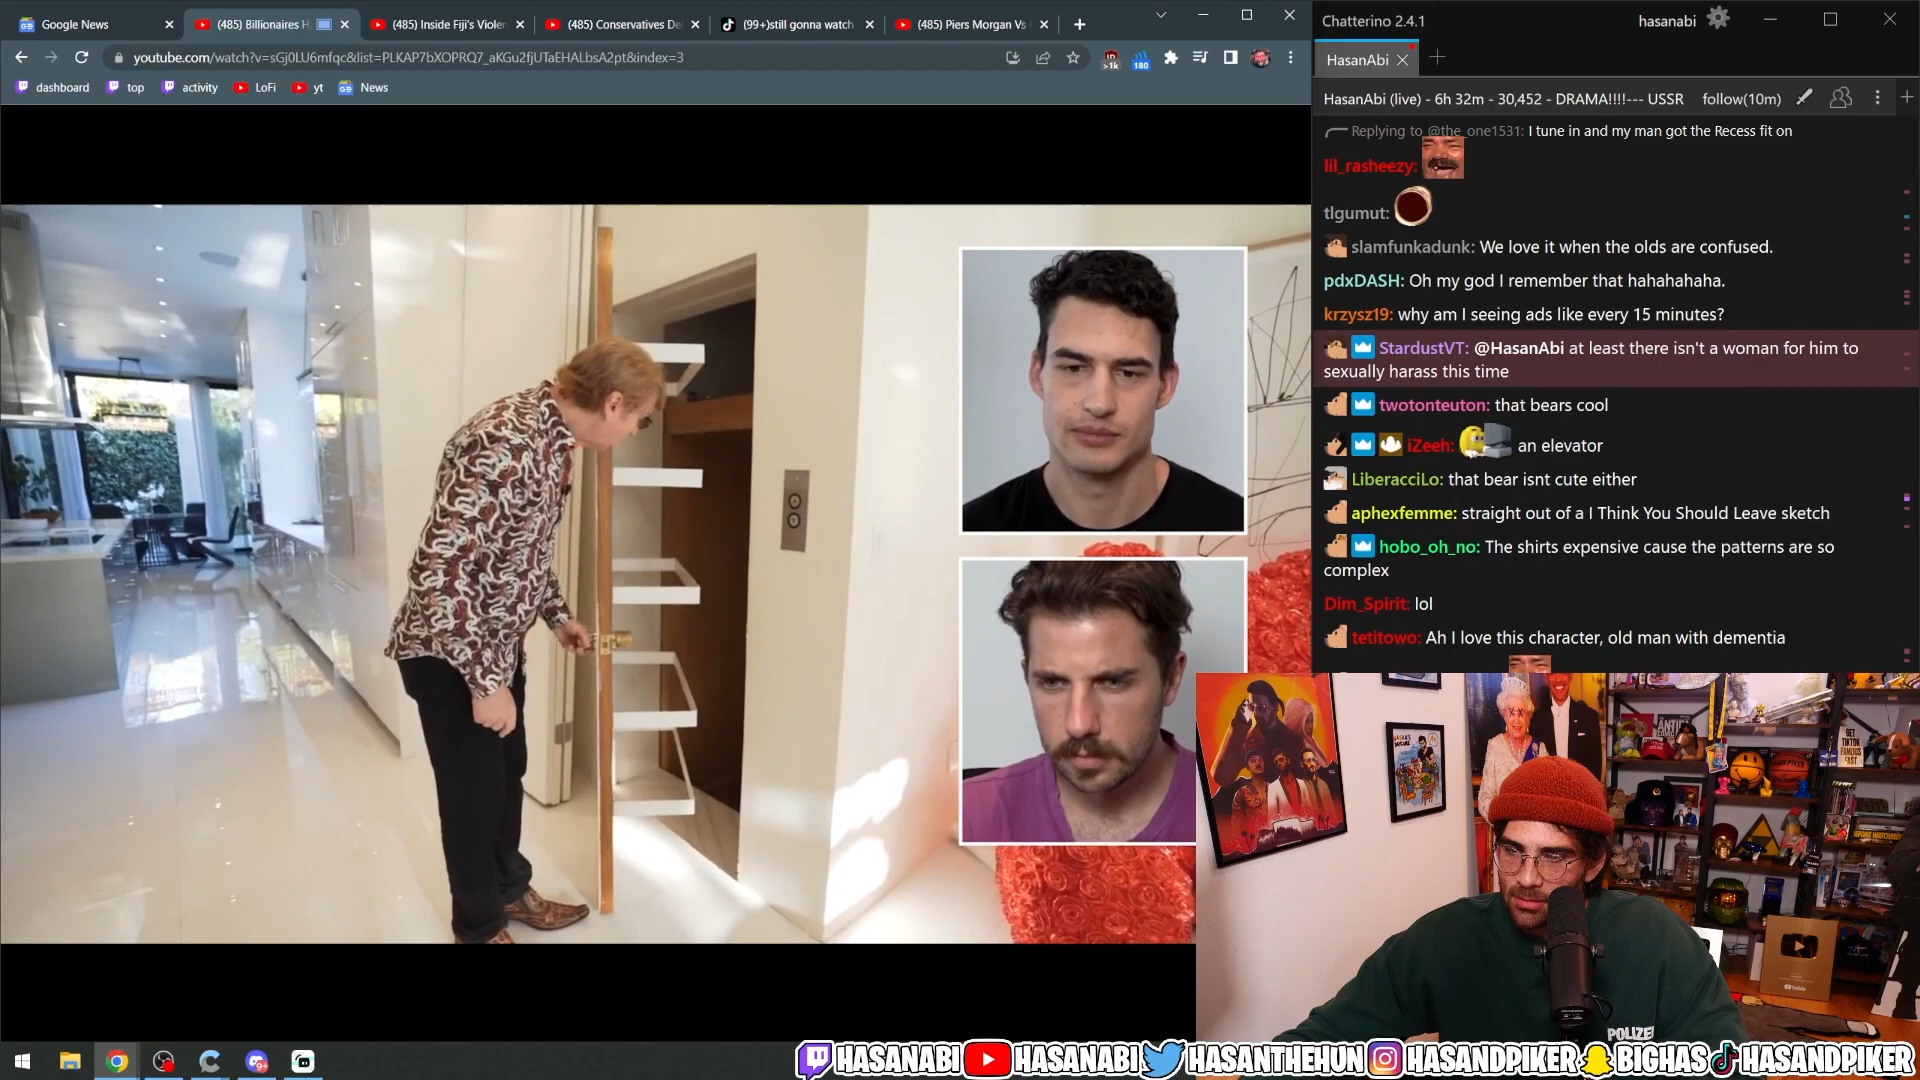 Google News
(485) Billionaires H
(485) Inside Fiji's Violen
(485) Conservatives De
(99+)still gonna watch
(485) Piers Morgan Vs
youtube.com/watch?v=sGj0LU6mfqc&list=PLKAP7bXOPRQ7_aKGu2fjUTaEHALbsA2pt&index=3
>1k
180
dashboard
top
activity
LoFi
yt
News
Chatterino 2.4.1
hasanabi
HasanAbi
HasanAbi (live) - 6h 32m - 30,452 - DRAMA!!!!--- USSR
follow(10m)
Replying to @the_one1531: I tune in and my man got the Recess fit on
lil_rasheezy:
tlgumut:
slamfunkadunk: We love it when the olds are confused.
pdxDASH: Oh my god I remember that hahahahaha.
krzysz19: why am I seeing ads like every 15 minutes?
StardustVT: @HasanAbi at least there isn't a woman for him to
sexually harass this time
twotonteuton: that bears cool
iZeeh: an elevator
LiberacciLo: that bear isnt cute either
aphexfemme: straight out of a I Think You Should Leave sketch
hobo_oh_no: The shirts expensive cause the patterns are so
complex
Dim_Spirit: lol
tetitowo: Ah I love this character, old man with dementia
GET
TIKTOK
FAMOUS
FAST
POLIZEI
HASANABI
HASANABI
HASANTHEHUN
HASANDPIKER
BIGHAS
HASANDPIKER